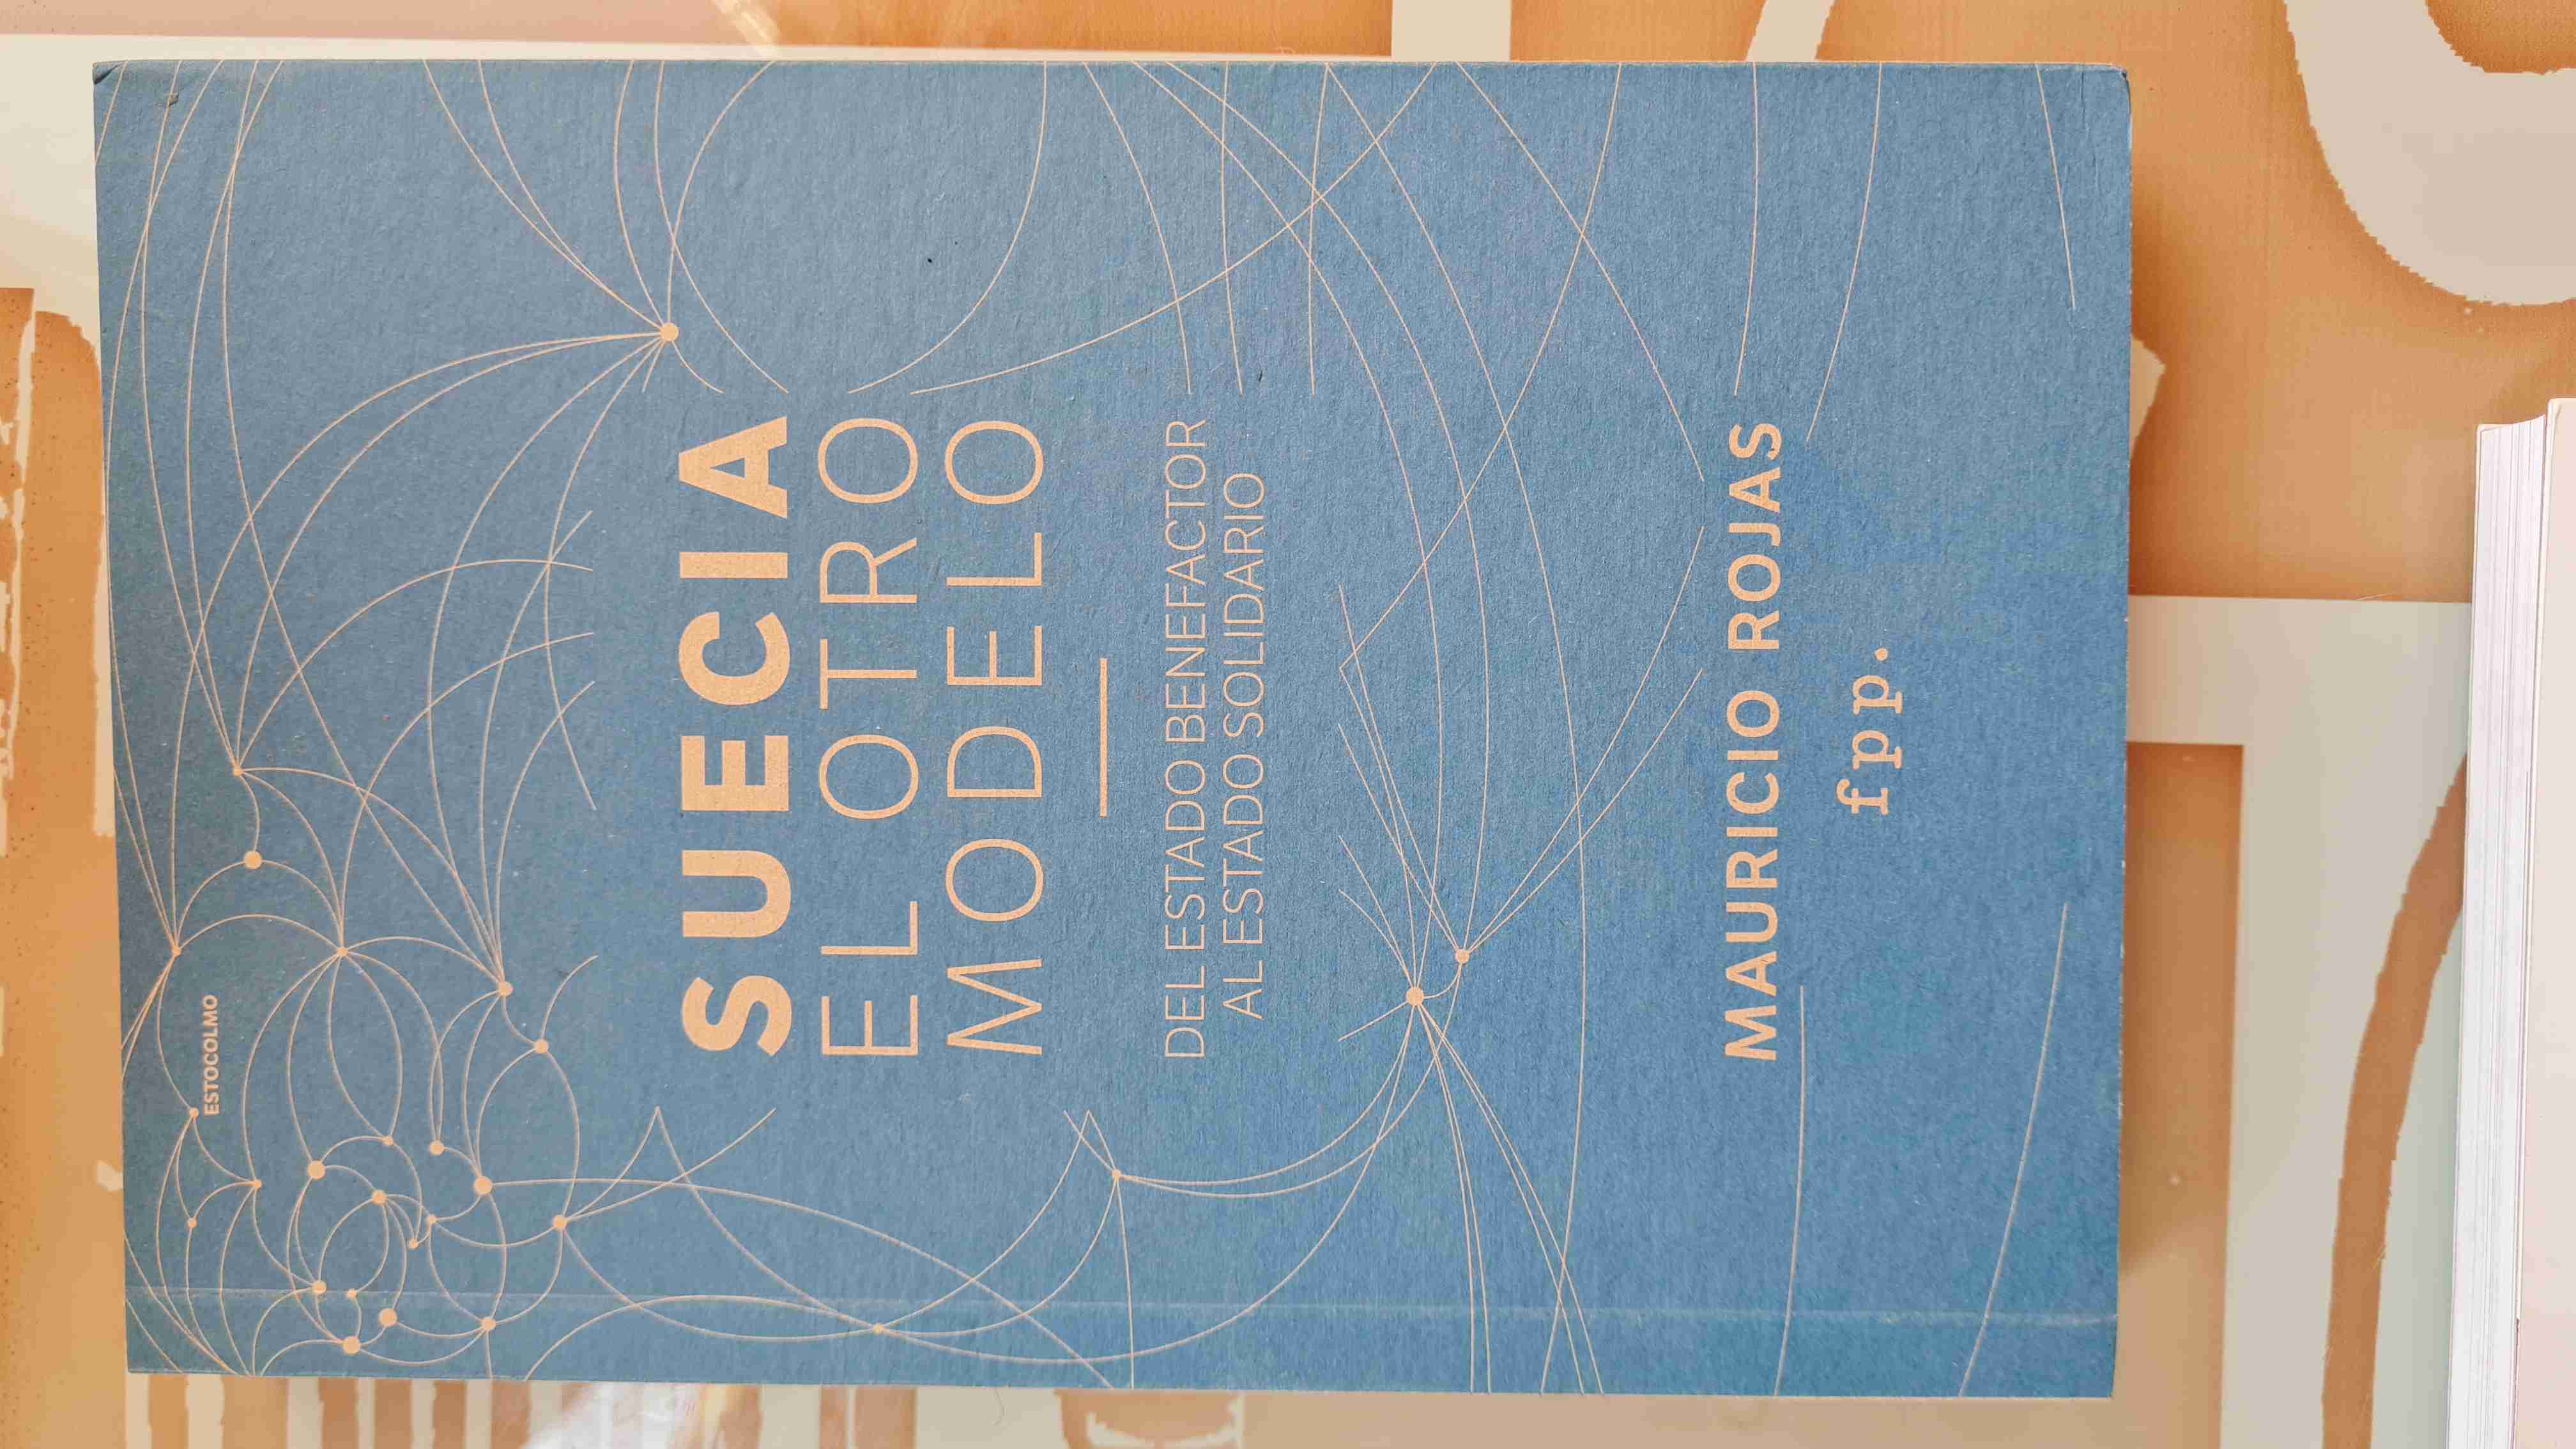 ESTOCOLMO
SUECIA
EL OTRO
MODELO
DEL ESTADO BENEFACTOR
AL ESTADO SOLIDARIO
MAURICIO ROJAS
fpp.